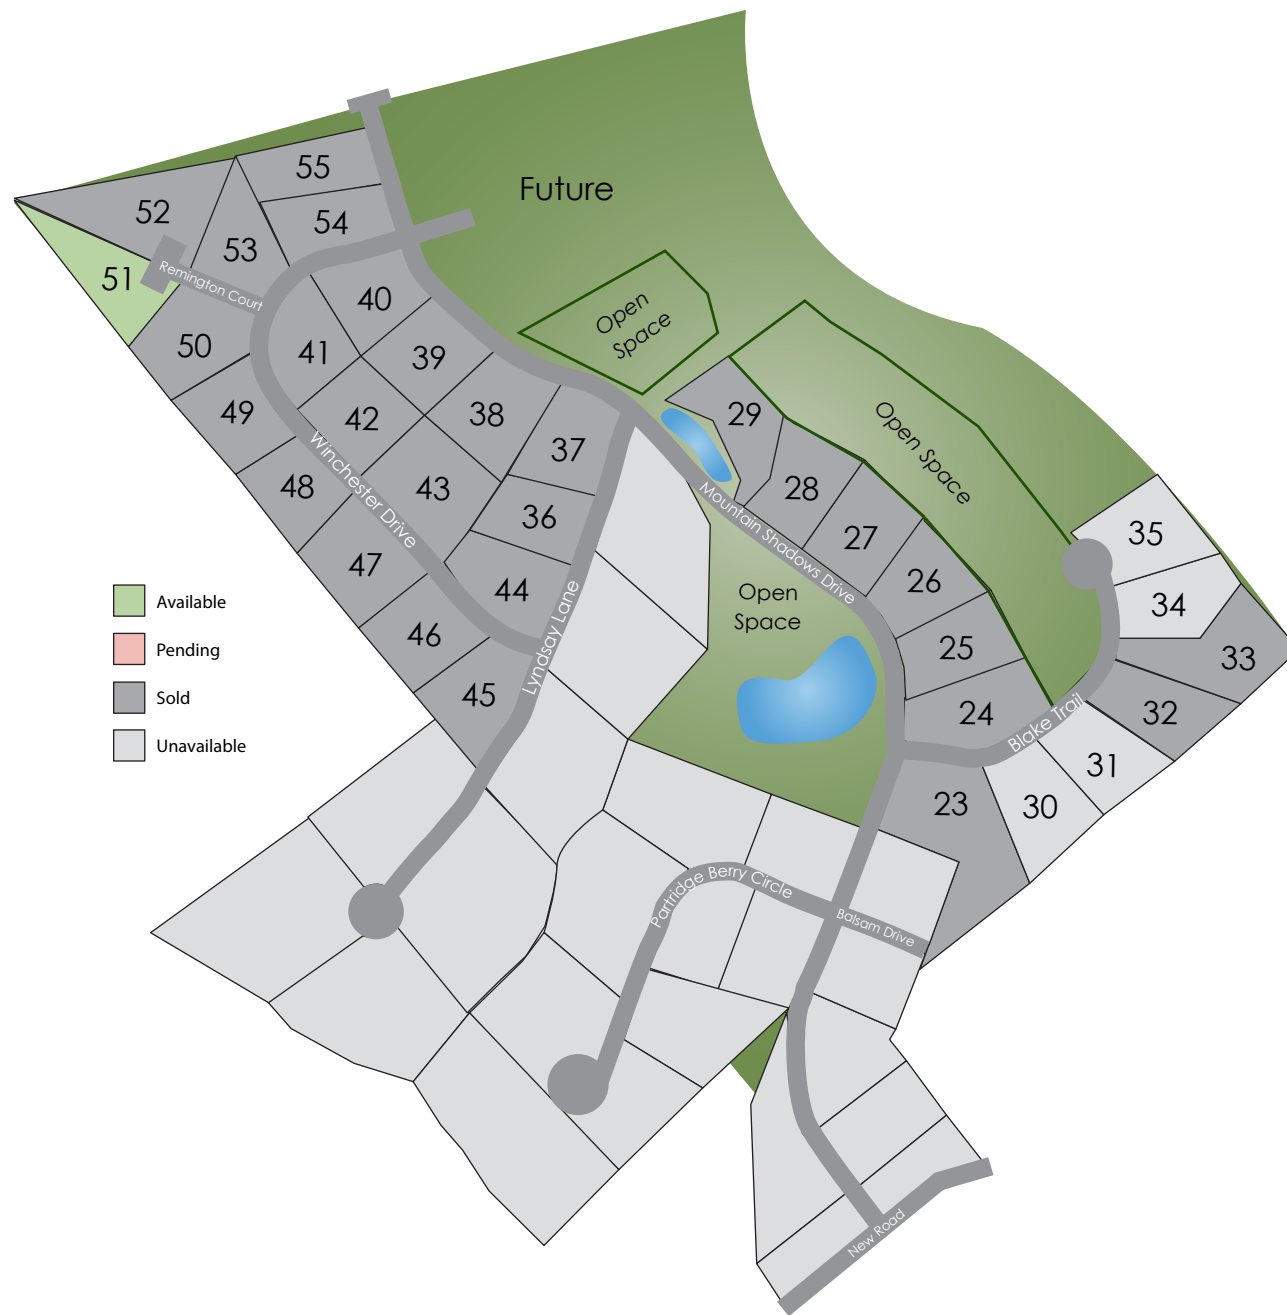 55
Future
52
54
53
51
Remington Court
40
Open
Space
50
41
39
49
42
38
29
Open Space
37
Winchester Drive
48
43
28
Mountain Shadows Drive
36
27
35
47
26
44
Open
Space
34
Available
Pending
Sold
Unavailable
46
25
33
Lyndsay Lane
45
24
32
Blake Trail
31
23
30
Partridge Berry Circle
Balsam Drive
New Road